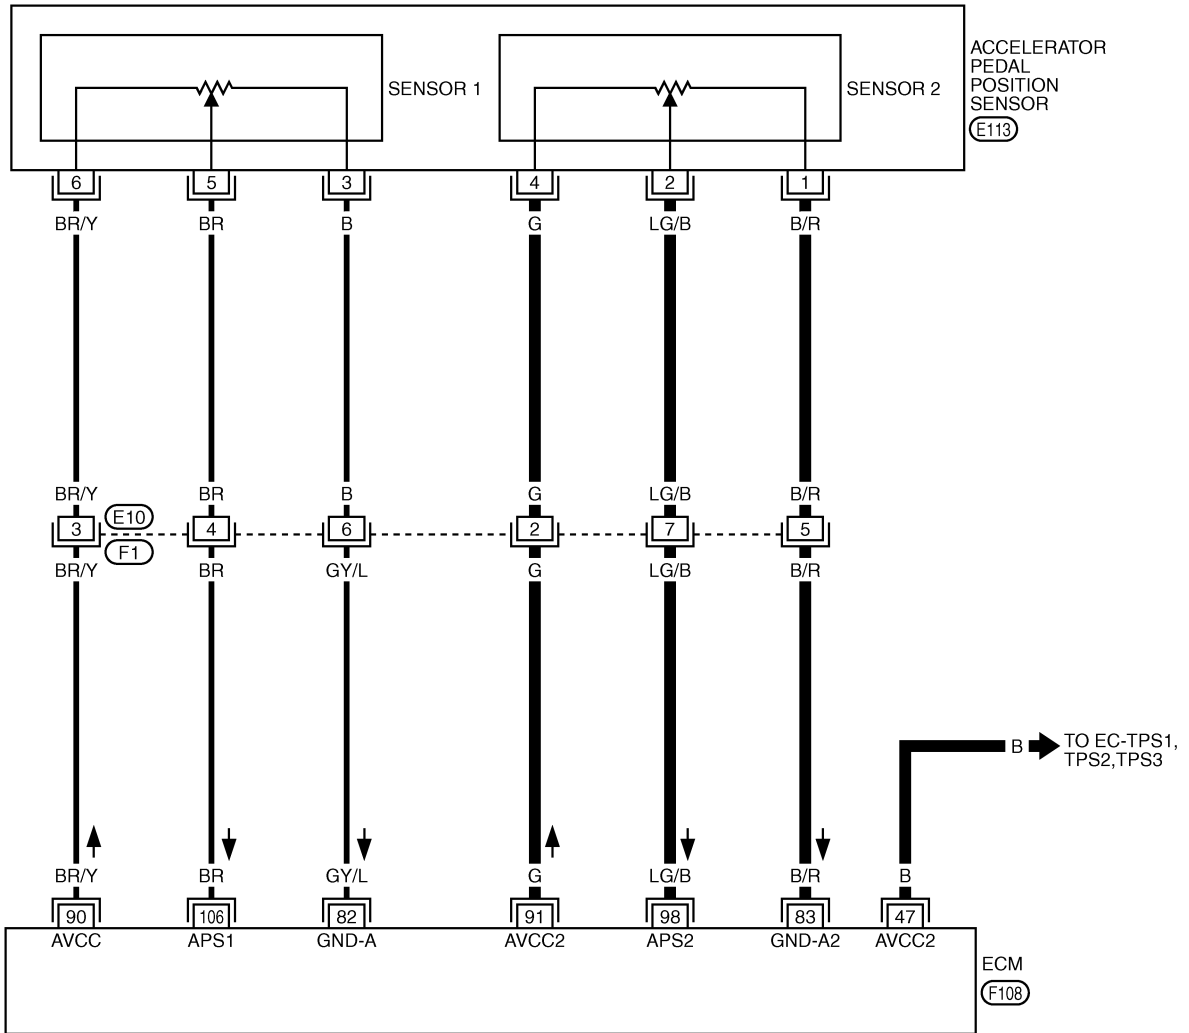 ACCELERATOR
PEDAL
POSITION
SENSOR
E113
SENSOR 1
SENSOR 2
6 5 3 4 2 1
BR/Y BR B G LG/B B/R
BR/Y BR B G LG/B B/R
E10
3 4 6 2 7 5
F1
BR/Y BR GY/L G LG/B B/R
B
TO EC-TPS1,
TPS2,TPS3
BR/Y BR GY/L G LG/B B/R B
90 106 82 91 98 83 47
AVCC APS1 GND-A AVCC2 APS2 GND-A2 AVCC2
ECM
F108